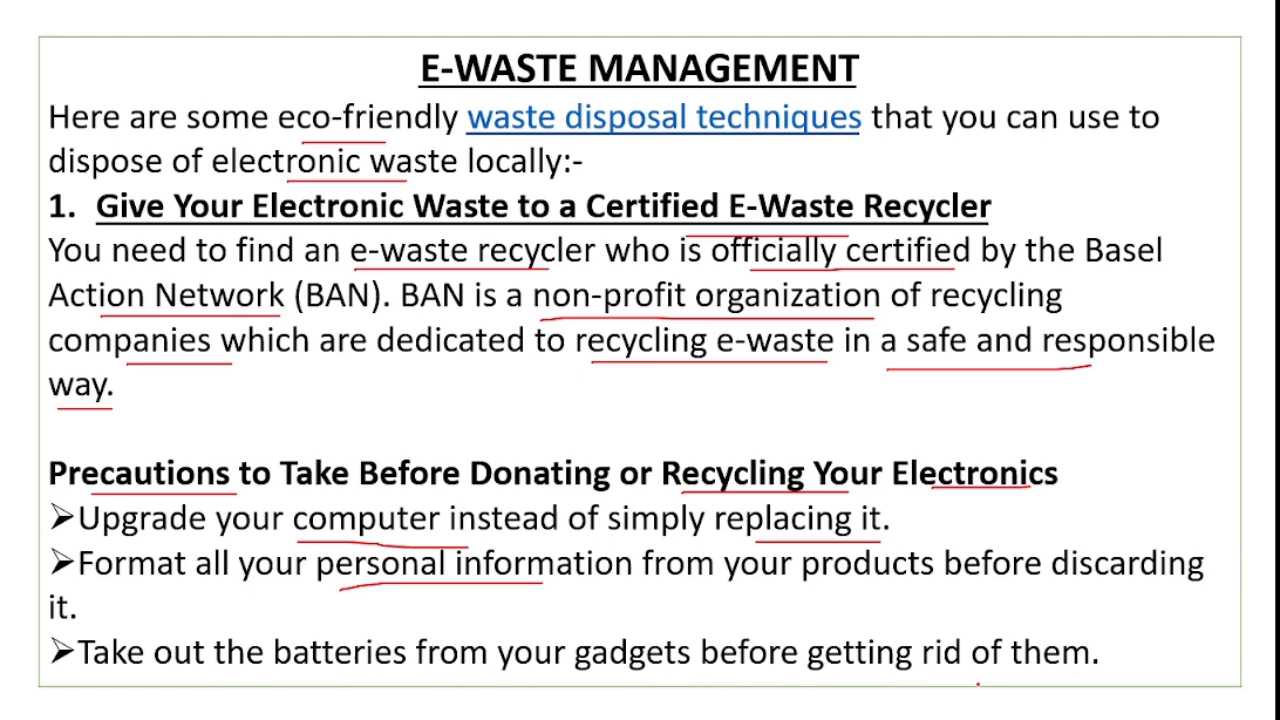 E-WASTE MANAGEMENT
Here are some eco-friendly waste disposal techniques that you can use to
dispose of electronic waste locally:-
1. Give Your Electronic Waste to a Certified E-Waste Recycler
You need to find an e-waste recycler who is officially certified by the Basel
Action Network (BAN). BAN is a non-profit organization of recycling
companies which are dedicated to recycling e-waste in a safe and responsible
way.
Precautions to Take Before Donating or Recycling Your Electronics
➢Upgrade your computer instead of simply replacing it.
➢Format all your personal information from your products before discarding
it.
➢Take out the batteries from your gadgets before getting rid of them.